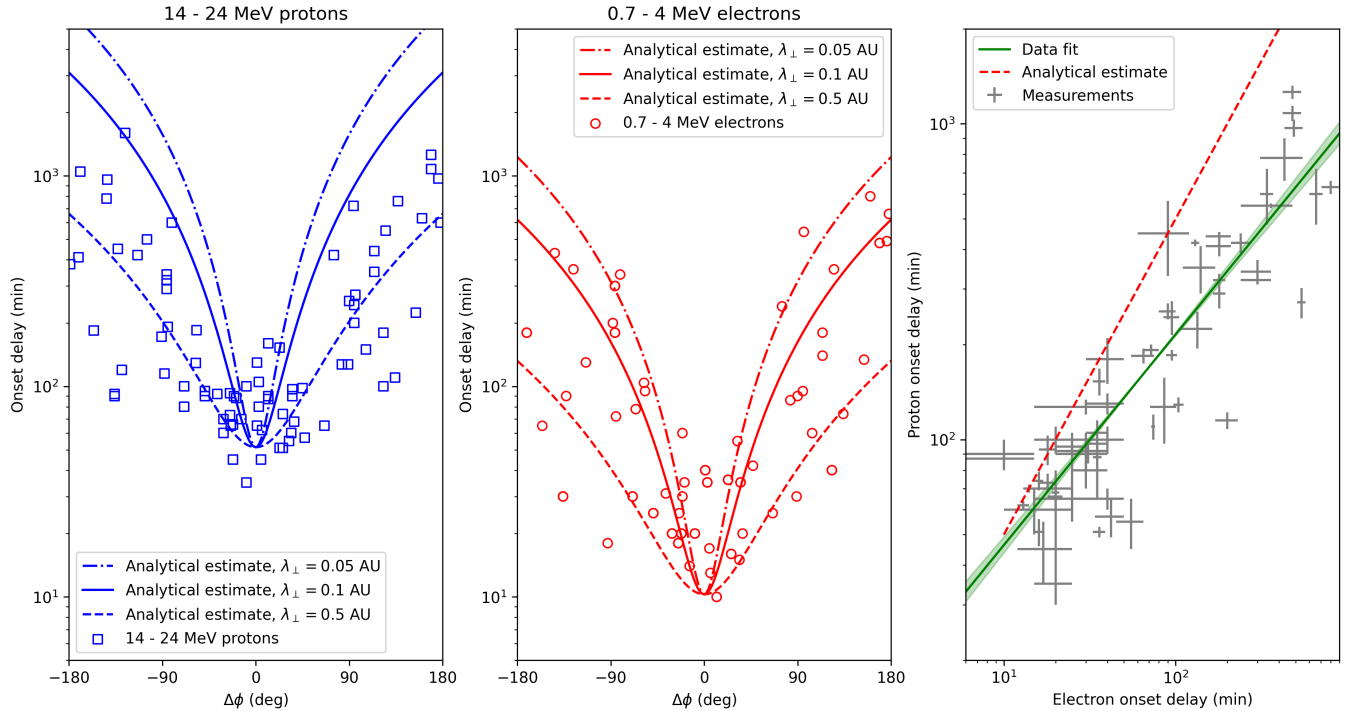 14 - 24 MeV protons
Onset delay (min)
10³
10²
10¹
Analytical estimate, λ⊥ = 0.05 AU
Analytical estimate, λ⊥ = 0.1 AU
Analytical estimate, λ⊥ = 0.5 AU
14 - 24 MeV protons
−180
−90
0
90
180
Δϕ (deg)
0.7 - 4 MeV electrons
Onset delay (min)
10³
10²
10¹
Analytical estimate, λ⊥ = 0.05 AU
Analytical estimate, λ⊥ = 0.1 AU
Analytical estimate, λ⊥ = 0.5 AU
0.7 - 4 MeV electrons
−180
−90
0
90
180
Δϕ (deg)
Proton onset delay (min)
10³
10²
Data fit
Analytical estimate
Measurements
10¹
10²
Electron onset delay (min)